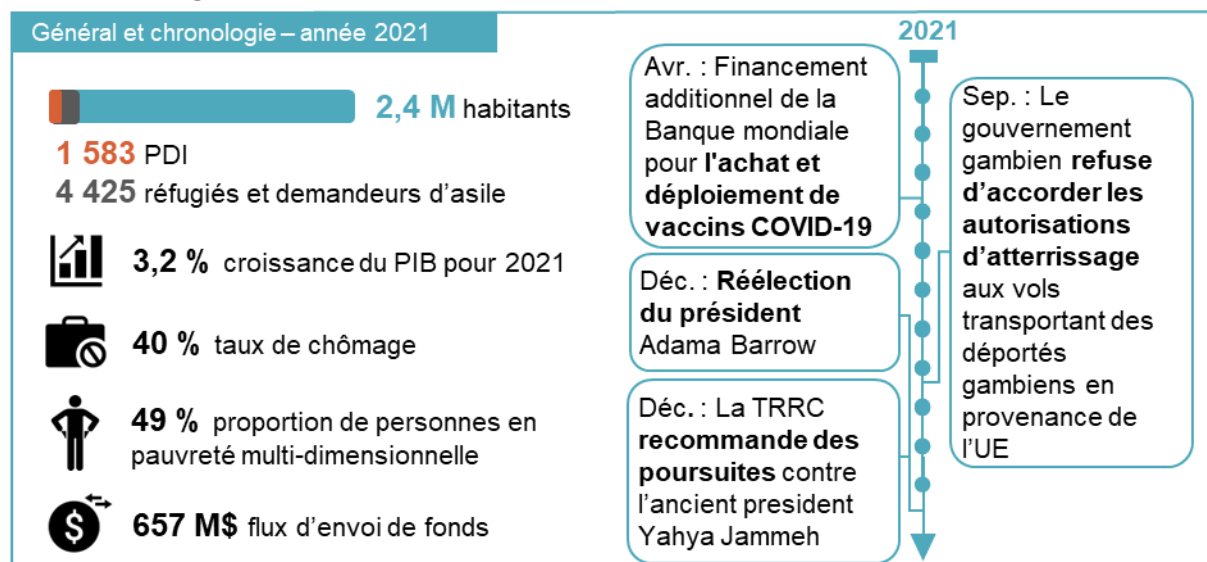 Général et chronologie – année 2021
2,4 M habitants
1 583 PDI
4 425 réfugiés et demandeurs d'asile
3,2 % croissance du PIB pour 2021
40 % taux de chômage
49 % proportion de personnes en
pauvreté multi-dimensionnelle
657 M$ flux d'envoi de fonds
2021
Avr. : Financement
additionnel de la
Banque mondiale
pour l'achat et
déploiement de
vaccins COVID-19
Déc. : Réélection
du président
Adama Barrow
Déc. : La TRRC
recommande des
poursuites contre
l'ancient president
Yahya Jammeh
Sep. : Le
gouvernement
gambien refuse
d'accorder les
autorisations
d'atterrissage
aux vols
transportant des
déportés
gambiens en
provenance de
l'UE